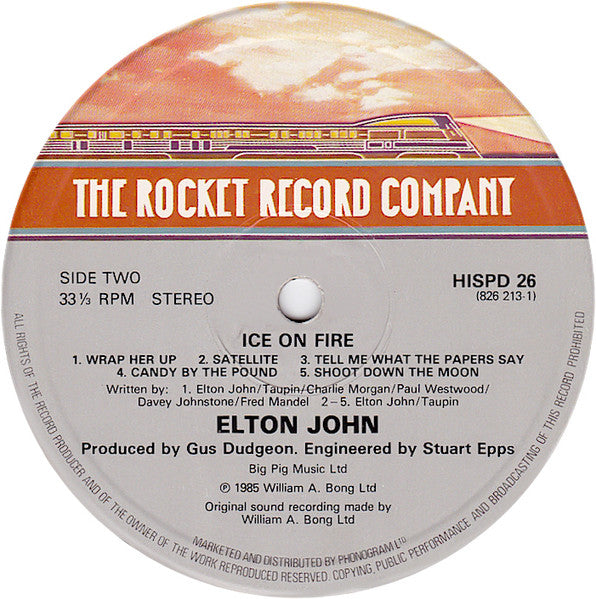 THE ROCKET RECORD COMPANY
SIDE TWO
33⅓ RPM STEREO
HISPD 26
(826 213-1)
ICE ON FIRE
1. WRAP HER UP 2. SATELLITE 3. TELL ME WHAT THE PAPERS SAY
4. CANDY BY THE POUND 5. SHOOT DOWN THE MOON
Written by: 1. Elton John/Taupin/Charlie Morgan/Paul Westwood/
Davey Johnstone/Fred Mandel 2–5. Elton John/Taupin
ELTON JOHN
Produced by Gus Dudgeon. Engineered by Stuart Epps
Big Pig Music Ltd
℗ 1985 William A. Bong Ltd
Original sound recording made by
William A. Bong Ltd
MARKETED AND DISTRIBUTED BY PHONOGRAM LTD
ALL RIGHTS OF THE RECORD PRODUCER AND OF THE OWNER OF THE WORK REPRODUCED RESERVED. COPYING, PUBLIC PERFORMANCE AND BROADCASTING OF THIS RECORD PROHIBITED